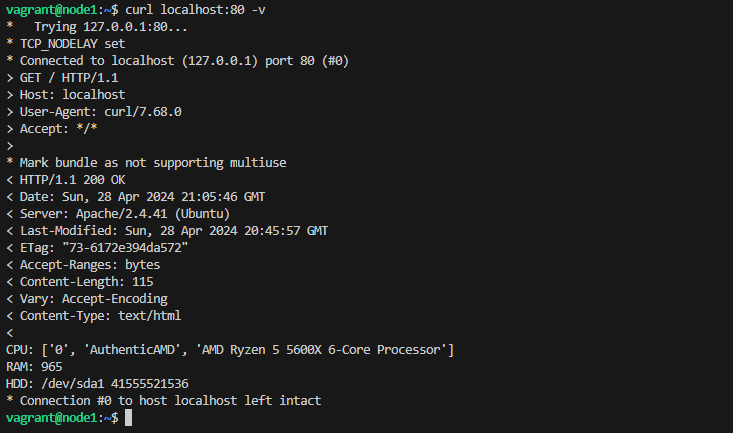 vagrant@node1:~$ curl localhost:80 -v
*   Trying 127.0.0.1:80...
* TCP_NODELAY set
* Connected to localhost (127.0.0.1) port 80 (#0)
> GET / HTTP/1.1
> Host: localhost
> User-Agent: curl/7.68.0
> Accept: */*
>
* Mark bundle as not supporting multiuse
< HTTP/1.1 200 OK
< Date: Sun, 28 Apr 2024 21:05:46 GMT
< Server: Apache/2.4.41 (Ubuntu)
< Last-Modified: Sun, 28 Apr 2024 20:45:57 GMT
< ETag: "73-6172e394da572"
< Accept-Ranges: bytes
< Content-Length: 115
< Vary: Accept-Encoding
< Content-Type: text/html
<
CPU: ['0', 'AuthenticAMD', 'AMD Ryzen 5 5600X 6-Core Processor']
RAM: 965
HDD: /dev/sda1 41555521536
* Connection #0 to host localhost left intact
vagrant@node1:~$